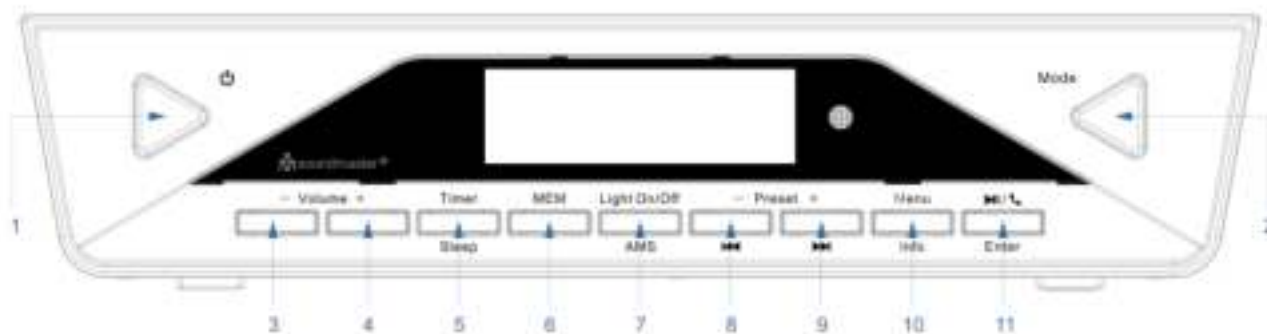 Mode
soundmaster®
− Volume + Timer MEM Light On/Off − Preset + Menu ⏯/📞
Sleep AMS ⏮ ⏭ Info Enter
1 2
3 4 5 6 7 8 9 10 11